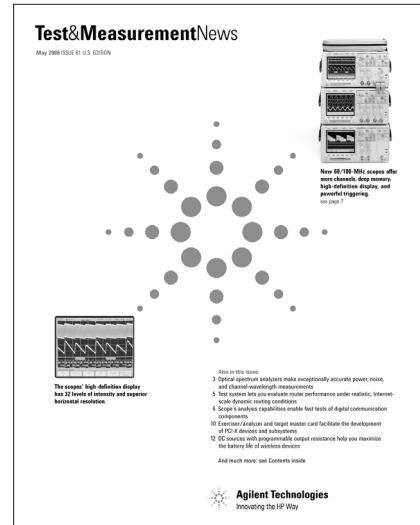 Test&MeasurementNews
May 2000 ISSUE 61 U.S. EDITION
New 60/100-MHz scopes offer
more channels, deep memory,
high-definition display, and
powerful triggering.
see page 7
The scopes' high-definition display
has 32 levels of intensity and superior
horizontal resolution.
Also in this issue:
3 Optical spectrum analyzers make exceptionally accurate power, noise,
and channel-wavelength measurements
5 Test system lets you evaluate router performance under realistic, Internet-
scale dynamic routing conditions
6 Scope's analysis capabilities enable fast tests of digital communication
components
10 Exerciser/analyzer and target master card facilitate the development
of PCI-X devices and subsystems
12 DC sources with programmable output resistance help you maximize
the battery life of wireless devices
And much more: see Contents inside
Agilent Technologies
Innovating the HP Way